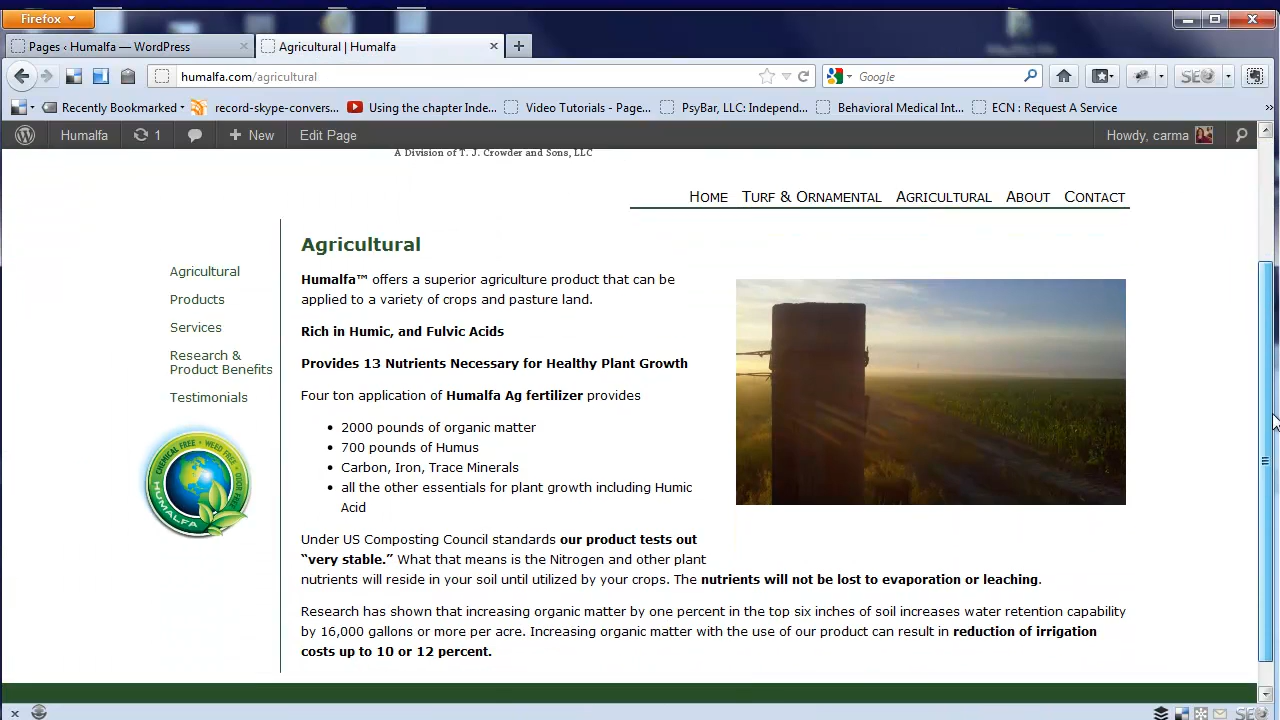 Firefox
Pages ‹ Humalfa — WordPress
Agricultural | Humalfa
humalfa.com/agricultural
Google
SEO
Recently Bookmarked
record-skype-convers...
Using the chapter Inde...
Video Tutorials - Page...
PsyBar, LLC: Independ...
Behavioral Medical Int...
ECN : Request A Service
Humalfa
1
New
Edit Page
Howdy, carma
A Division of T. J. Crowder and Sons, LLC
Home Turf & Ornamental Agricultural About Contact
Agricultural
Products
Services
Research &
Product Benefits
Testimonials
CHEMICAL FREE • WEED FREE • ODOR FREE
HUMALFA
Agricultural
Humalfa™ offers a superior agriculture product that can be
applied to a variety of crops and pasture land.
Rich in Humic, and Fulvic Acids
Provides 13 Nutrients Necessary for Healthy Plant Growth
Four ton application of Humalfa Ag fertilizer provides
• 2000 pounds of organic matter
• 700 pounds of Humus
• Carbon, Iron, Trace Minerals
• all the other essentials for plant growth including Humic
Acid
Under US Composting Council standards our product tests out
“very stable.” What that means is the Nitrogen and other plant
nutrients will reside in your soil until utilized by your crops. The nutrients will not be lost to evaporation or leaching.
Research has shown that increasing organic matter by one percent in the top six inches of soil increases water retention capability
by 16,000 gallons or more per acre. Increasing organic matter with the use of our product can result in reduction of irrigation
costs up to 10 or 12 percent.
SEO